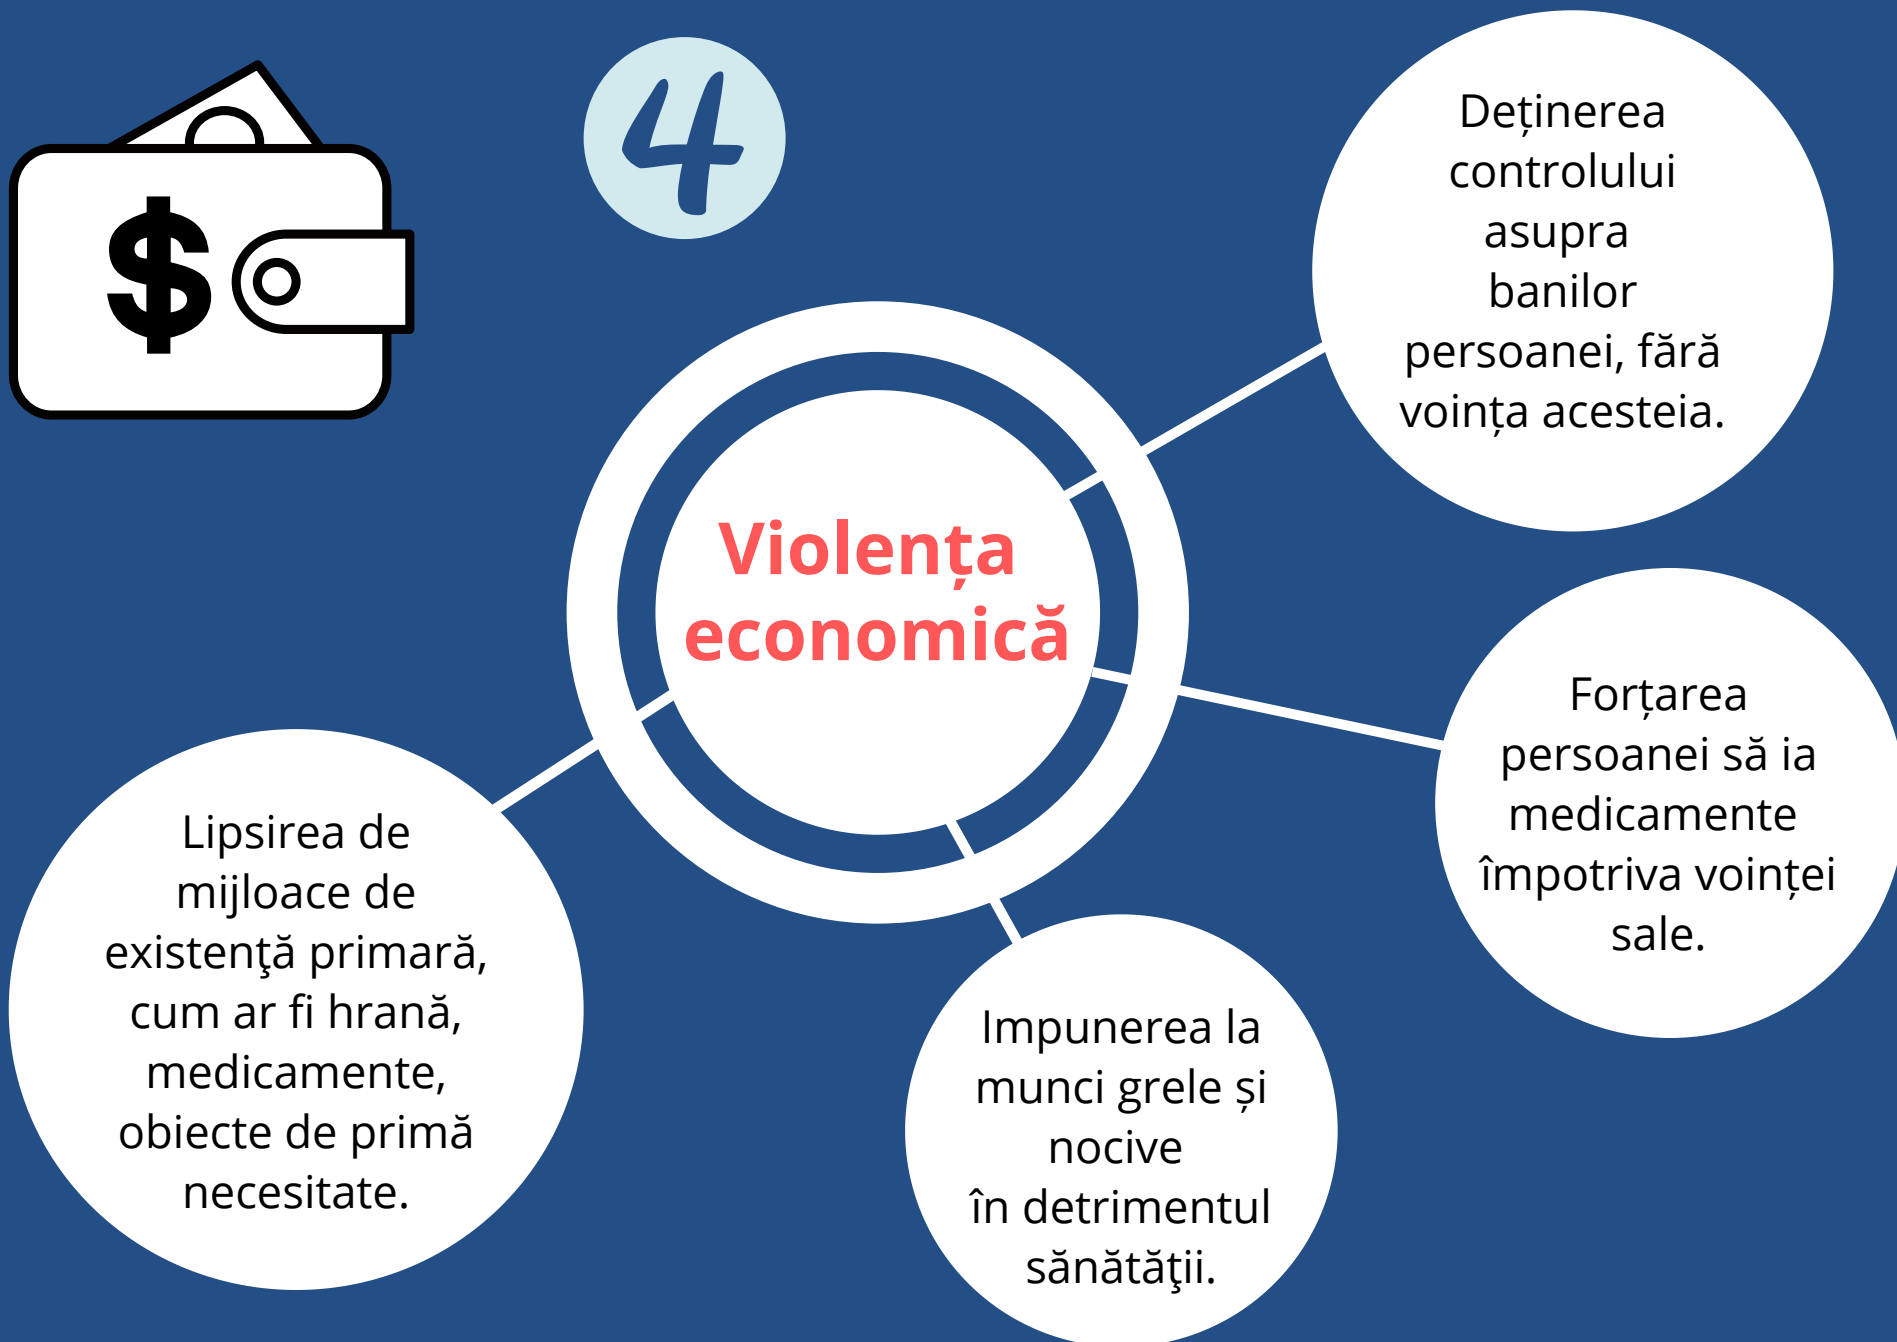 $
4
Deținerea
controlului
asupra
banilor
persoanei, fără
voința acesteia.
Violența
economică
Forțarea
persoanei să ia
medicamente
împotriva voinței
sale.
Lipsirea de
mijloace de
existenţă primară,
cum ar fi hrană,
medicamente,
obiecte de primă
necesitate.
Impunerea la
munci grele și
nocive
în detrimentul
sănătăţii.